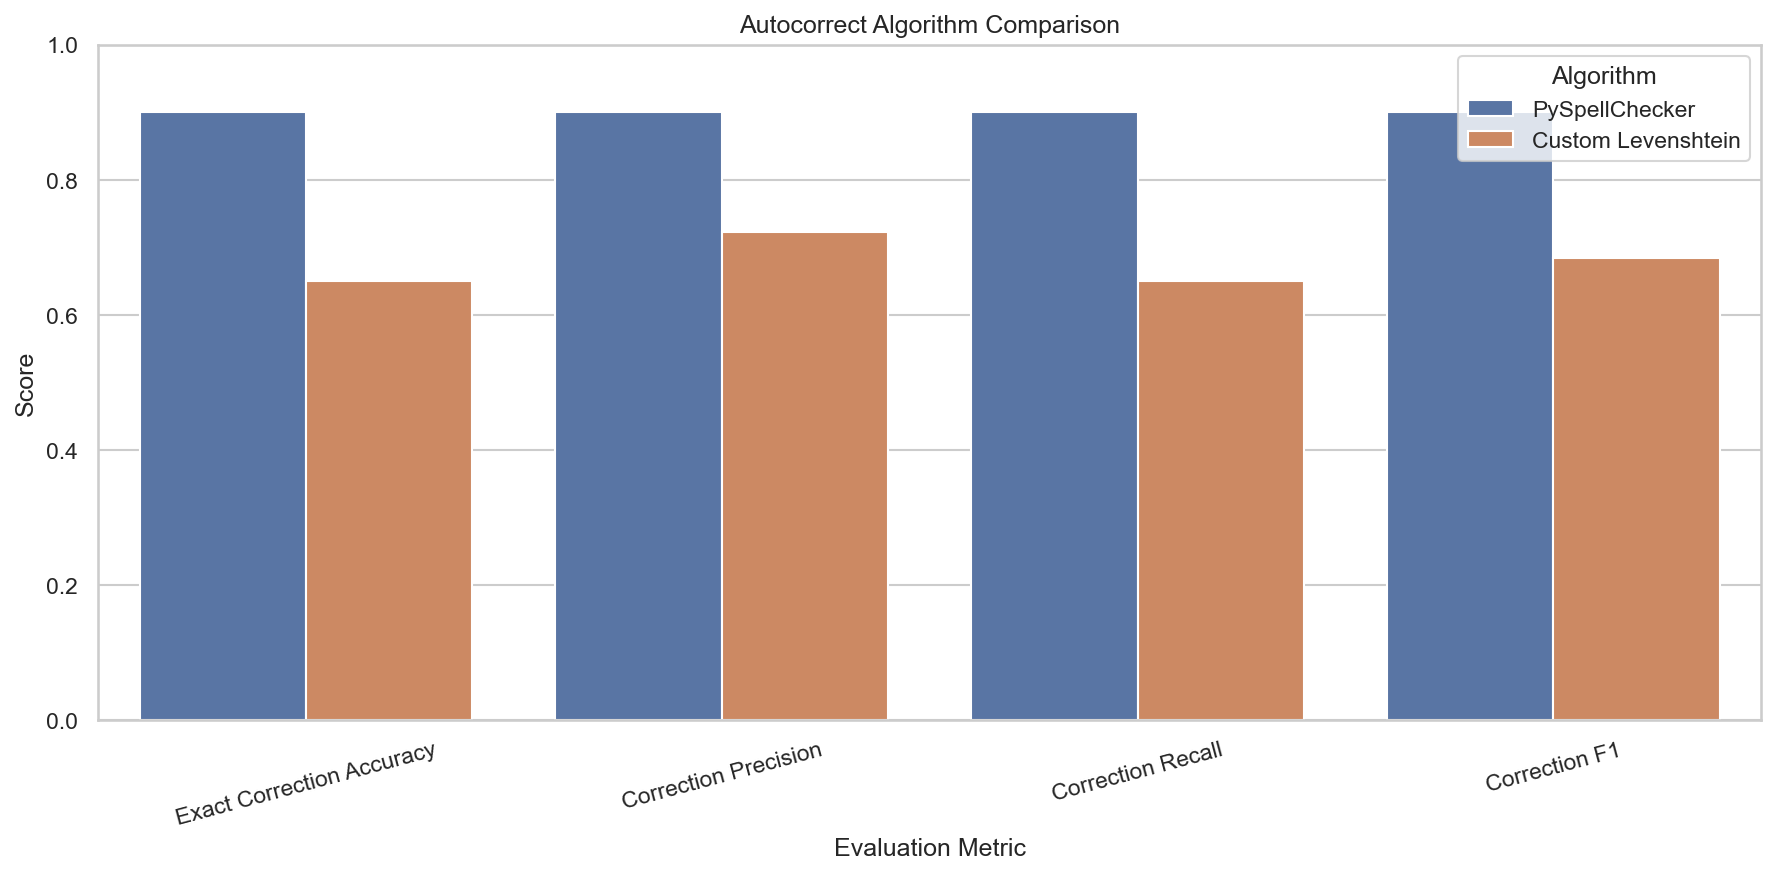 Autocorrect Algorithm Comparison
Algorithm
PySpellChecker
Custom Levenshtein
Score
1.0
0.8
0.6
0.4
0.2
0.0
Exact Correction Accuracy
Correction Precision
Correction Recall
Correction F1
Evaluation Metric